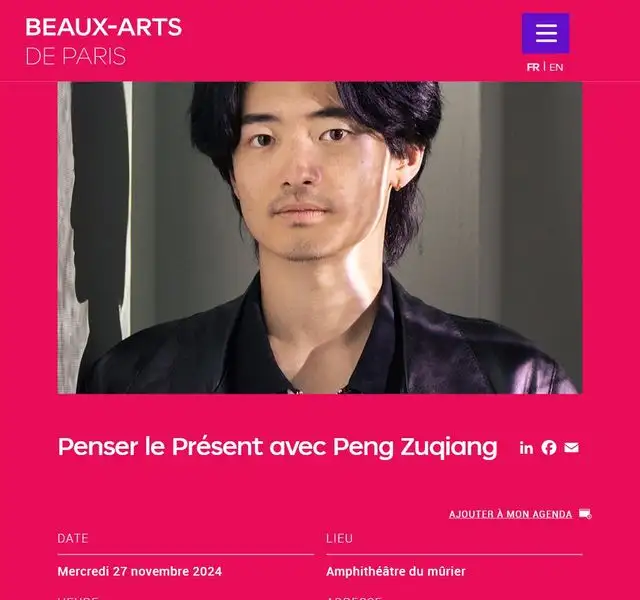 BEAUX-ARTS
DE PARIS
FR | EN
Penser le Présent avec Peng Zuqiang
AJOUTER À MON AGENDA
DATE
LIEU
Mercredi 27 novembre 2024
Amphithéâtre du mûrier